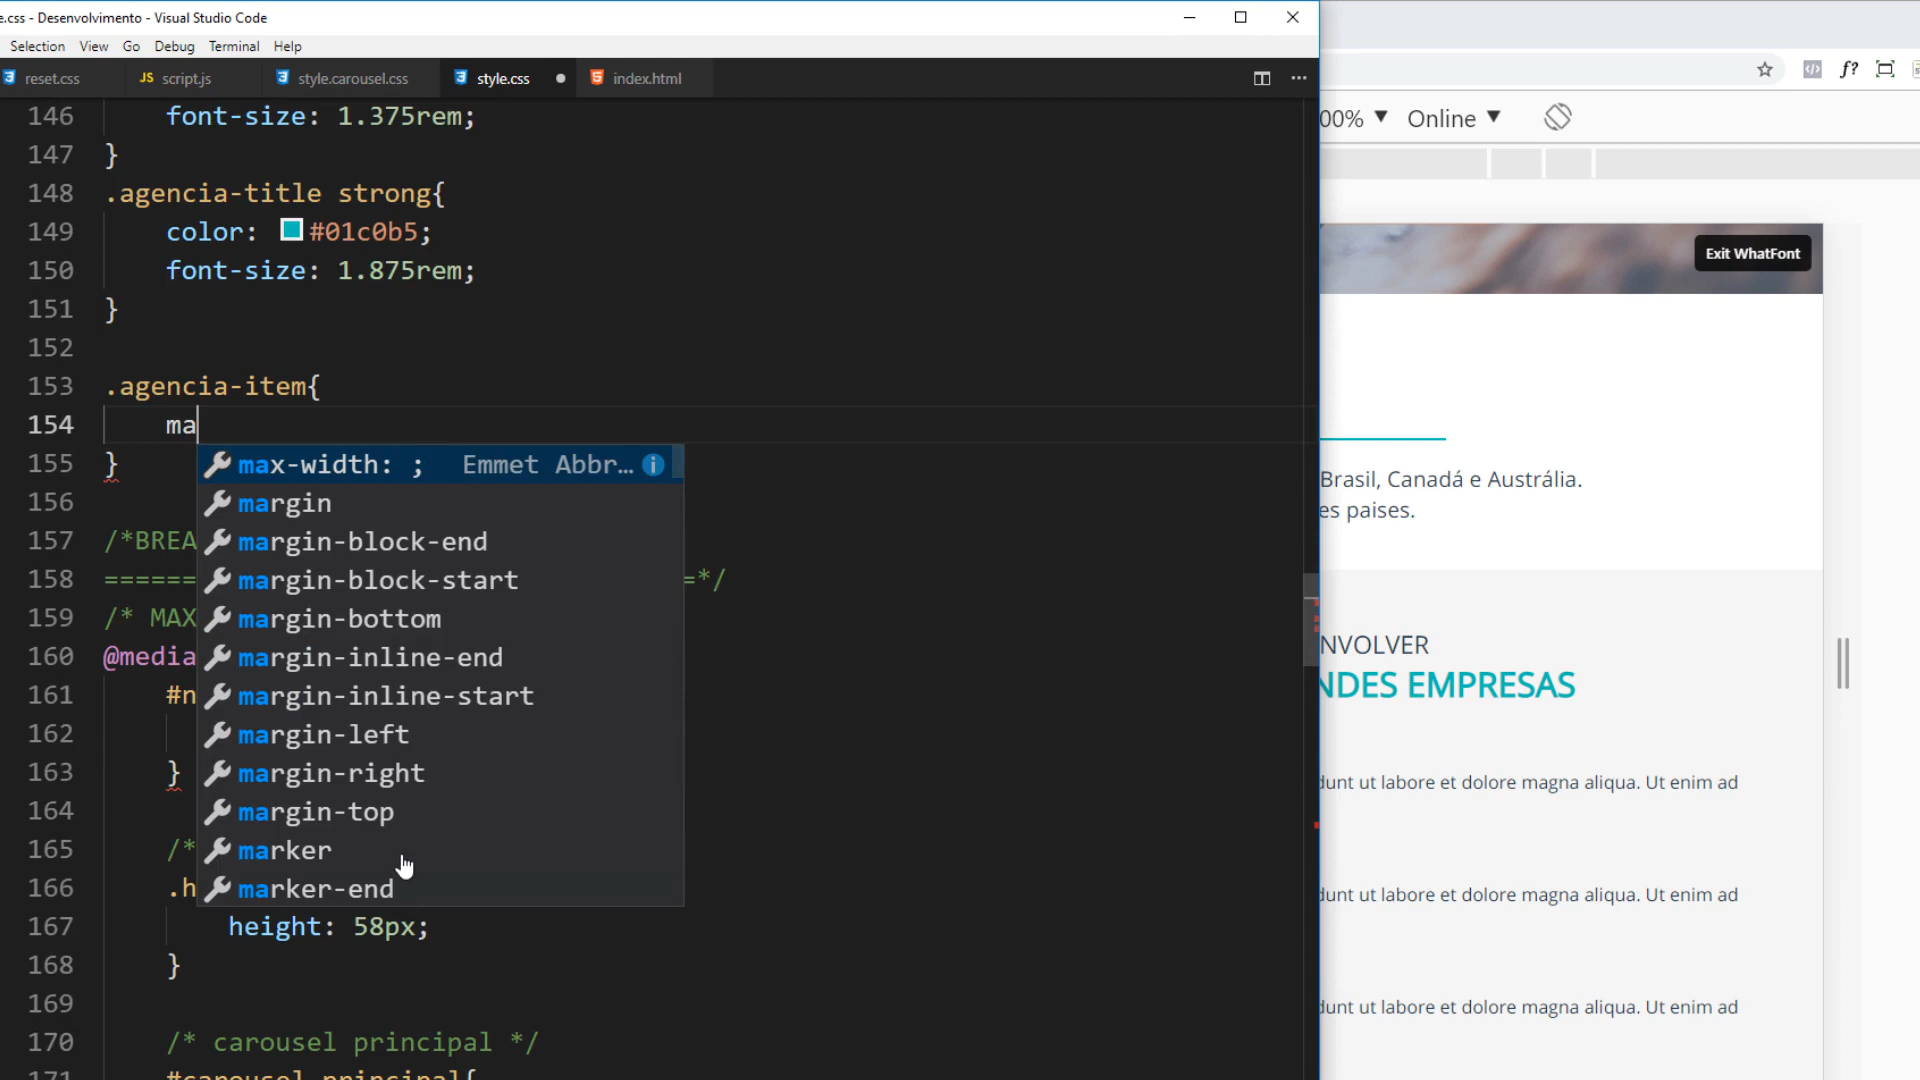 e.css - Desenvolvimento - Visual Studio Code
Selection View Go Debug Terminal Help
reset.css JS script.js style.carousel.css style.css index.html
146 font-size: 1.375rem;
147 }
148 .agencia-title strong{
149 color: #01c0b5;
150 font-size: 1.875rem;
151 }
152
153 .agencia-item{
154 ma
155 }
156
157 /*BREA
158 ====== =*/
159 /* MAX
160 @media
161 #n
162
163 }
164
165 /*
166 .h
167 height: 58px;
168 }
169
170 /* carousel principal */
171 #carousel principal{
max-width: ; Emmet Abbr...
margin
margin-block-end
margin-block-start
margin-bottom
margin-inline-end
margin-inline-start
margin-left
margin-right
margin-top
marker
marker-end
f?
00% ▼ Online ▼
Exit WhatFont
Brasil, Canadá e Austrália.
es paises.
NVOLVER
NDES EMPRESAS
dunt ut labore et dolore magna aliqua. Ut enim ad
dunt ut labore et dolore magna aliqua. Ut enim ad
dunt ut labore et dolore magna aliqua. Ut enim ad